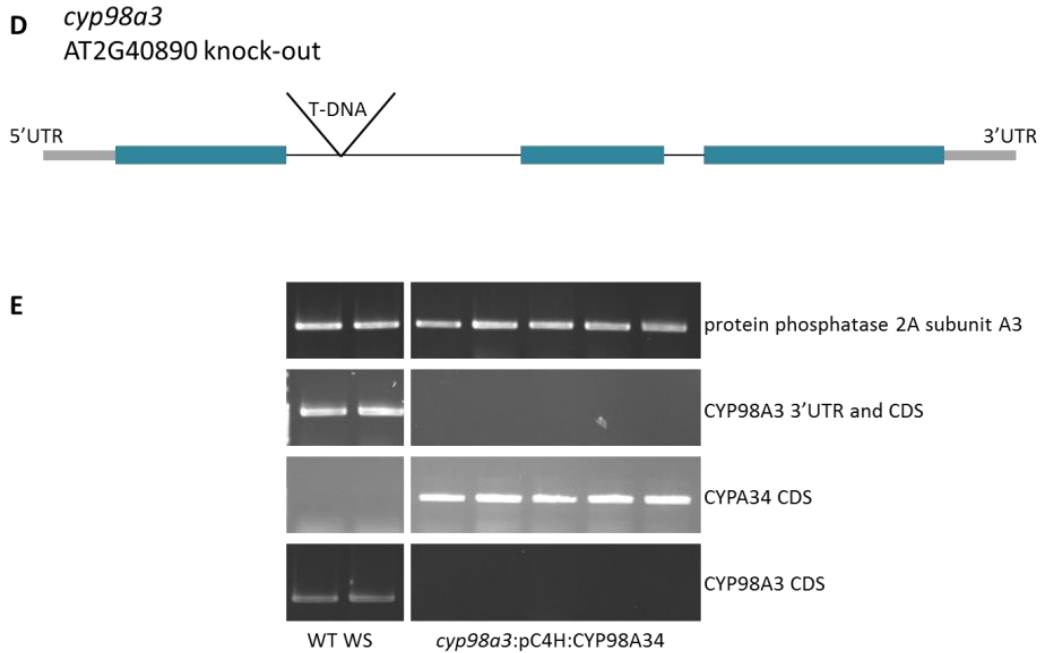 D
cyp98a3
AT2G40890 knock-out
T-DNA
5’UTR
3’UTR
E
protein phosphatase 2A subunit A3
CYP98A3 3’UTR and CDS
CYPA34 CDS
CYP98A3 CDS
WT WS
cyp98a3:pC4H:CYP98A34